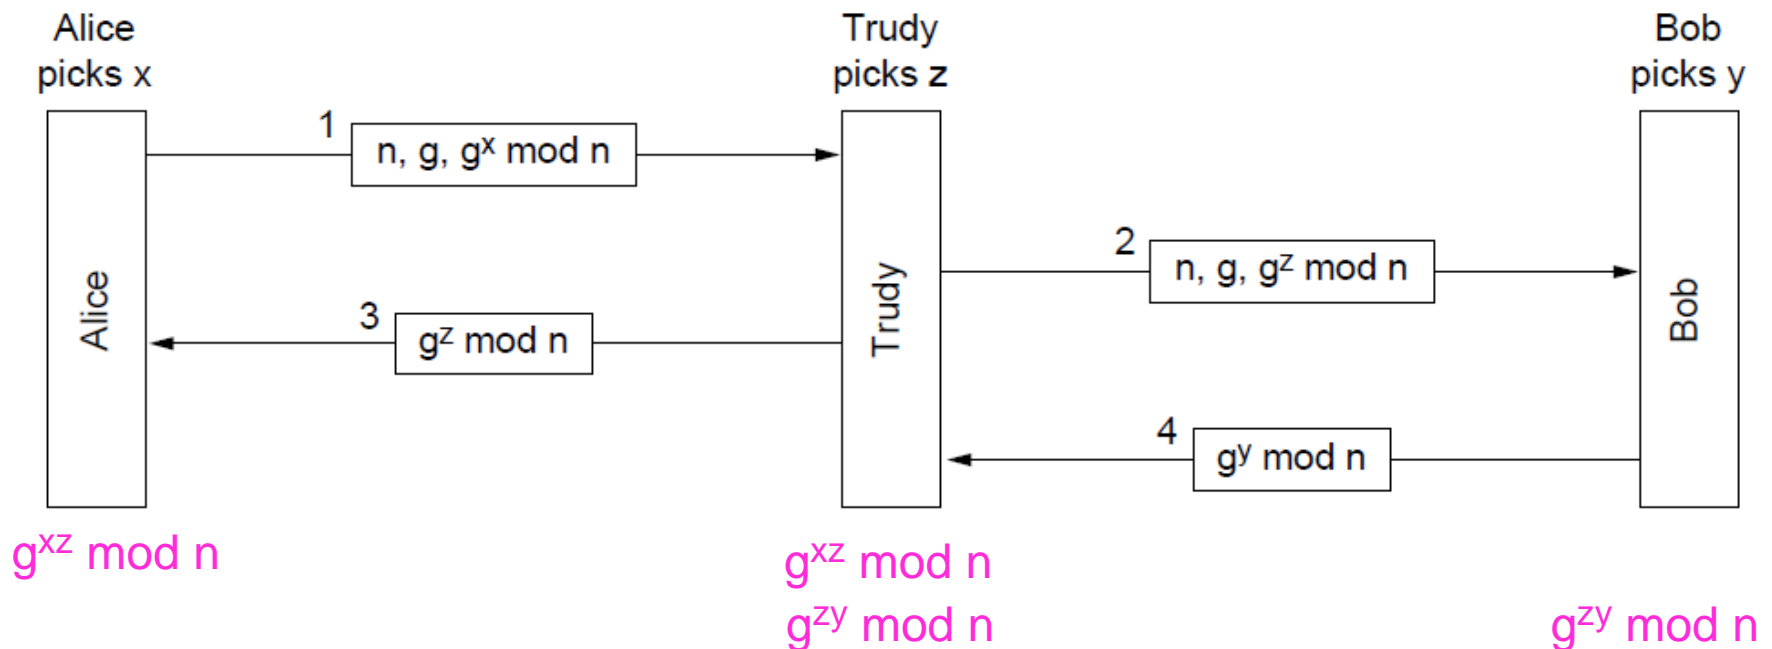 Alice
picks x
Trudy
picks z
Bob
picks y
1
n, g, gˣ mod n
2
n, g, gᶻ mod n
3
gᶻ mod n
4
gʸ mod n
Alice
Trudy
Bob
gˣᶻ mod n
gˣᶻ mod n
gᶻʸ mod n
gᶻʸ mod n